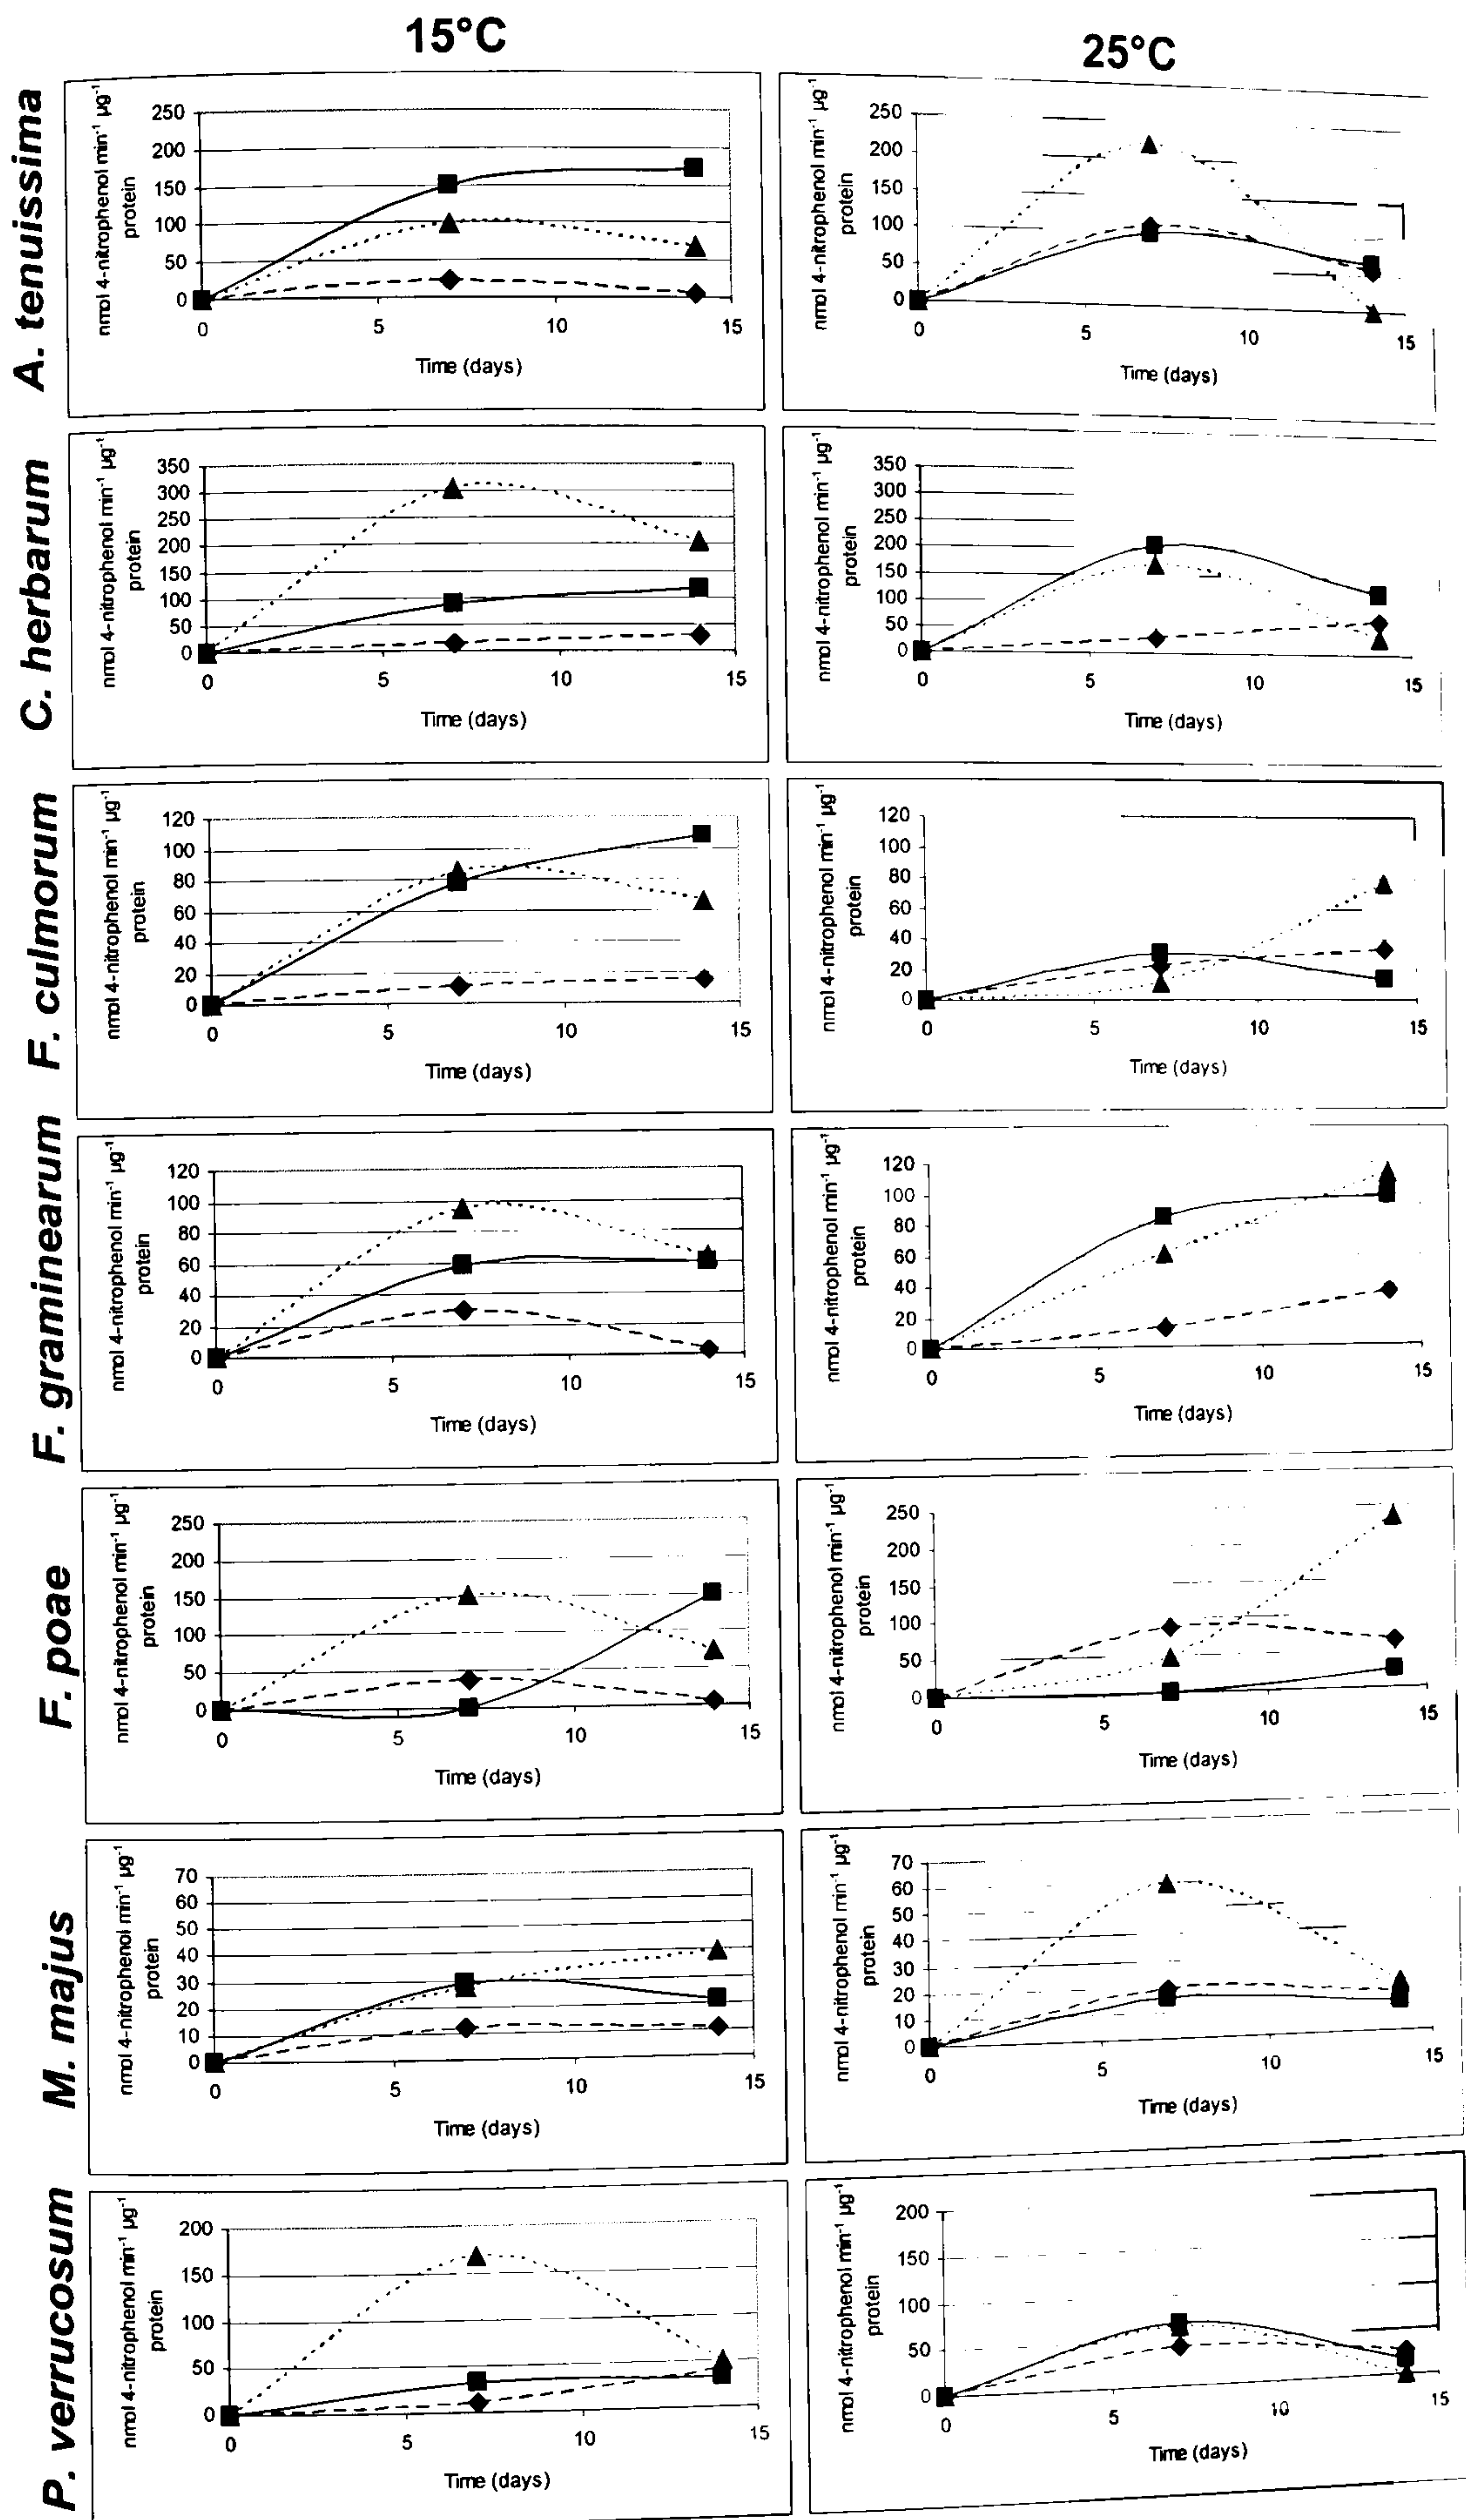 15°C
25°C
A. tenuissima
nmol 4-nitrophenol min⁻¹ µg⁻¹
protein
250
200
150
100
50
0
0 5 10 15
Time (days)
nmol 4-nitrophenol min⁻¹ µg⁻¹
protein
250
200
150
100
50
0
0 5 10 15
Time (days)
C. herbarum
nmol 4-nitrophenol min⁻¹ µg⁻¹
protein
350
300
250
200
150
100
50
0
0 5 10 15
Time (days)
nmol 4-nitrophenol min⁻¹ µg⁻¹
protein
350
300
250
200
150
100
50
0
0 5 10 15
Time (days)
F. culmorum
nmol 4-nitrophenol min⁻¹ µg⁻¹
protein
120
100
80
60
40
20
0
0 5 10 15
Time (days)
nmol 4-nitrophenol min⁻¹ µg⁻¹
protein
120
100
80
60
40
20
0
0 5 10 15
Time (days)
F. graminearum
nmol 4-nitrophenol min⁻¹ µg⁻¹
protein
120
100
80
60
40
20
0
0 5 10 15
Time (days)
nmol 4-nitrophenol min⁻¹ µg⁻¹
protein
120
100
80
60
40
20
0
0 5 10 15
Time (days)
F. poae
nmol 4-nitrophenol min⁻¹ µg⁻¹
protein
250
200
150
100
50
0
0 5 10 15
Time (days)
nmol 4-nitrophenol min⁻¹ µg⁻¹
protein
250
200
150
100
50
0
0 5 10 15
Time (days)
M. majus
nmol 4-nitrophenol min⁻¹ µg⁻¹
protein
70
60
50
40
30
20
10
0
0 5 10 15
Time (days)
nmol 4-nitrophenol min⁻¹ µg⁻¹
protein
70
60
50
40
30
20
10
0
0 5 10 15
Time (days)
P. verrucosum
nmol 4-nitrophenol min⁻¹ µg⁻¹
protein
200
150
100
50
0
0 5 10 15
Time (days)
nmol 4-nitrophenol min⁻¹ µg⁻¹
protein
200
150
100
50
0
0 5 10 15
Time (days)